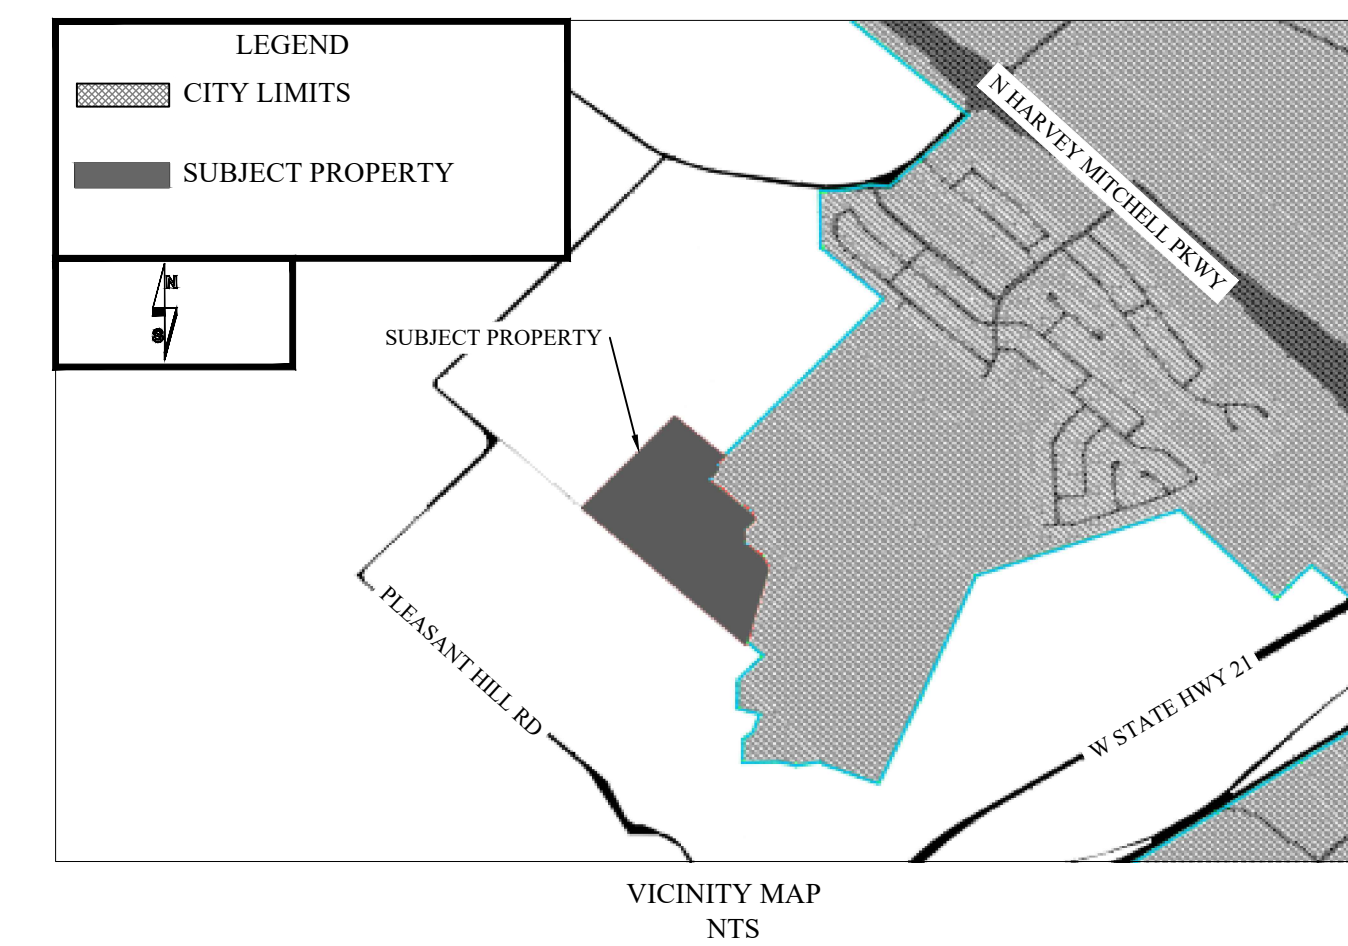 LEGEND
CITY LIMITS
SUBJECT PROPERTY
N
S
N HARVEY MITCHELL PKWY
SUBJECT PROPERTY
PLEASANT HILL RD
W STATE HWY 21
VICINITY MAP
NTS